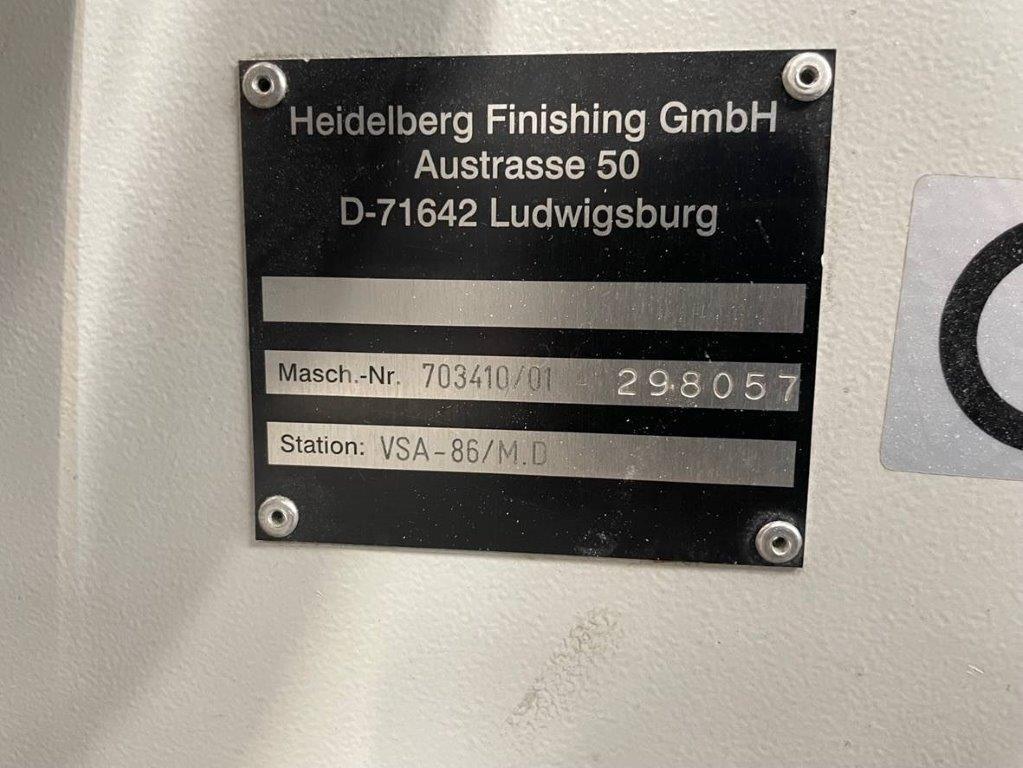 Heidelberg Finishing GmbH
Austrasse 50
D-71642 Ludwigsburg
Masch.-Nr. 703410/01 298057
Station: VSA-86/M.D